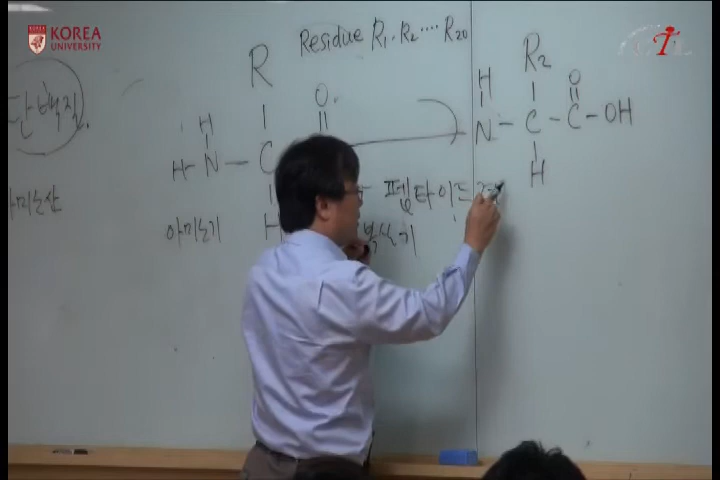 KOREA
UNIVERSITY
Residue R₁, R₂ ···· R₂₀
단백질
아미노산
R
H
O
H - N - C
H
아미노기
펩타이드
R₂
H
O
N - C - C - OH
H